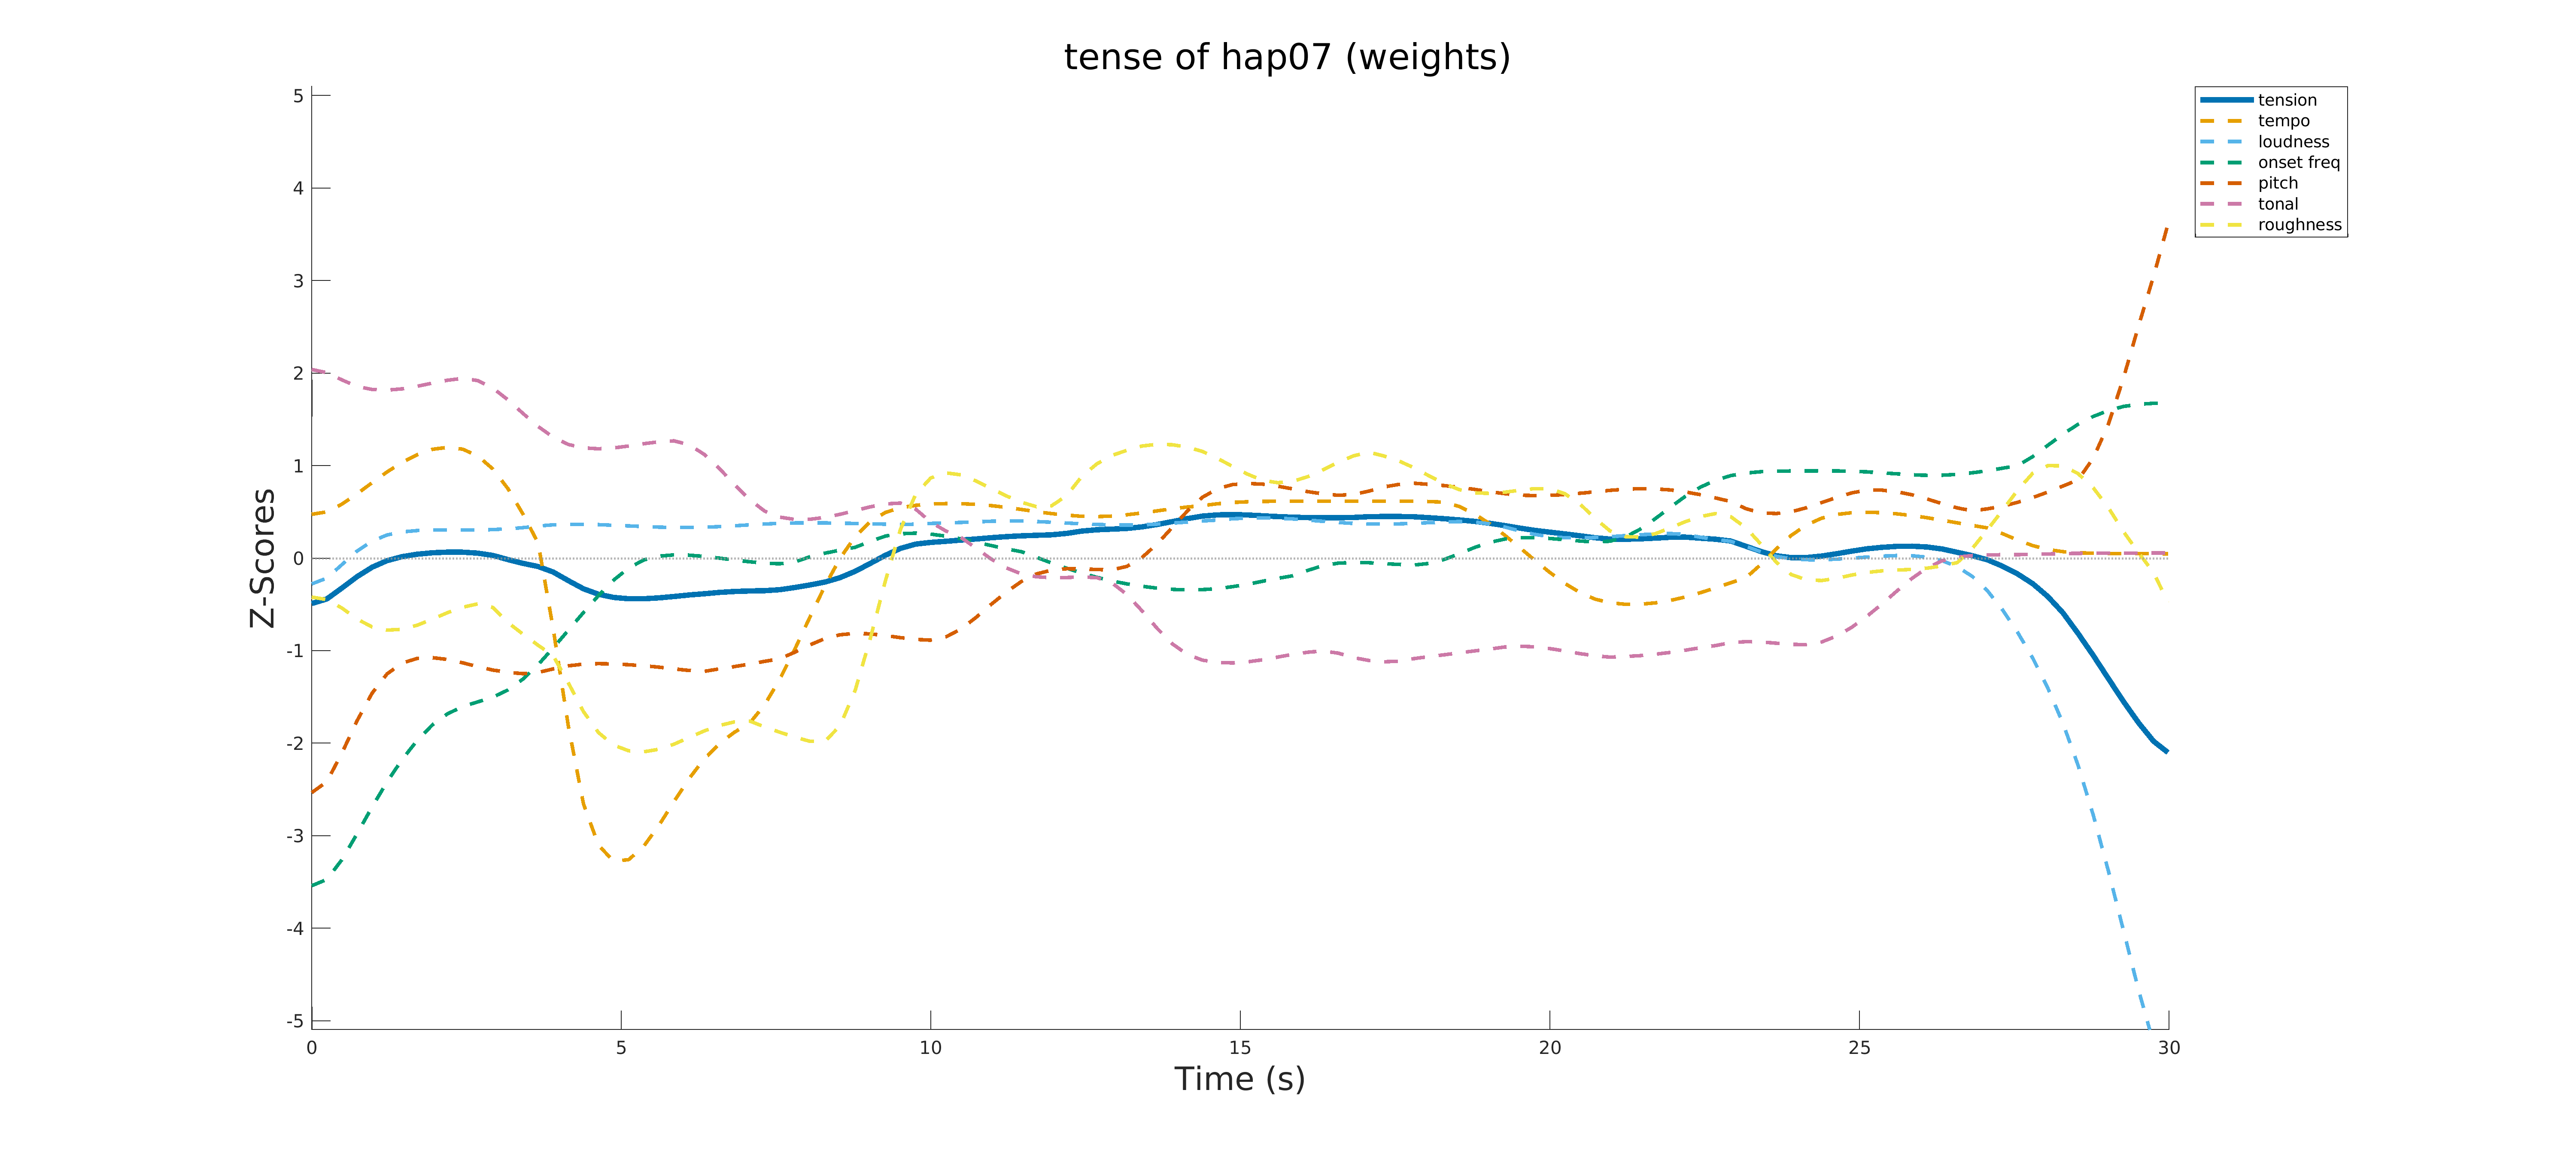 tense of hap07 (weights)
5
4
3
2
1
0
-1
-2
-3
-4
-5
Z-Scores
0 5 10 15 20 25 30
Time (s)
tension
tempo
loudness
onset freq
pitch
tonal
roughness